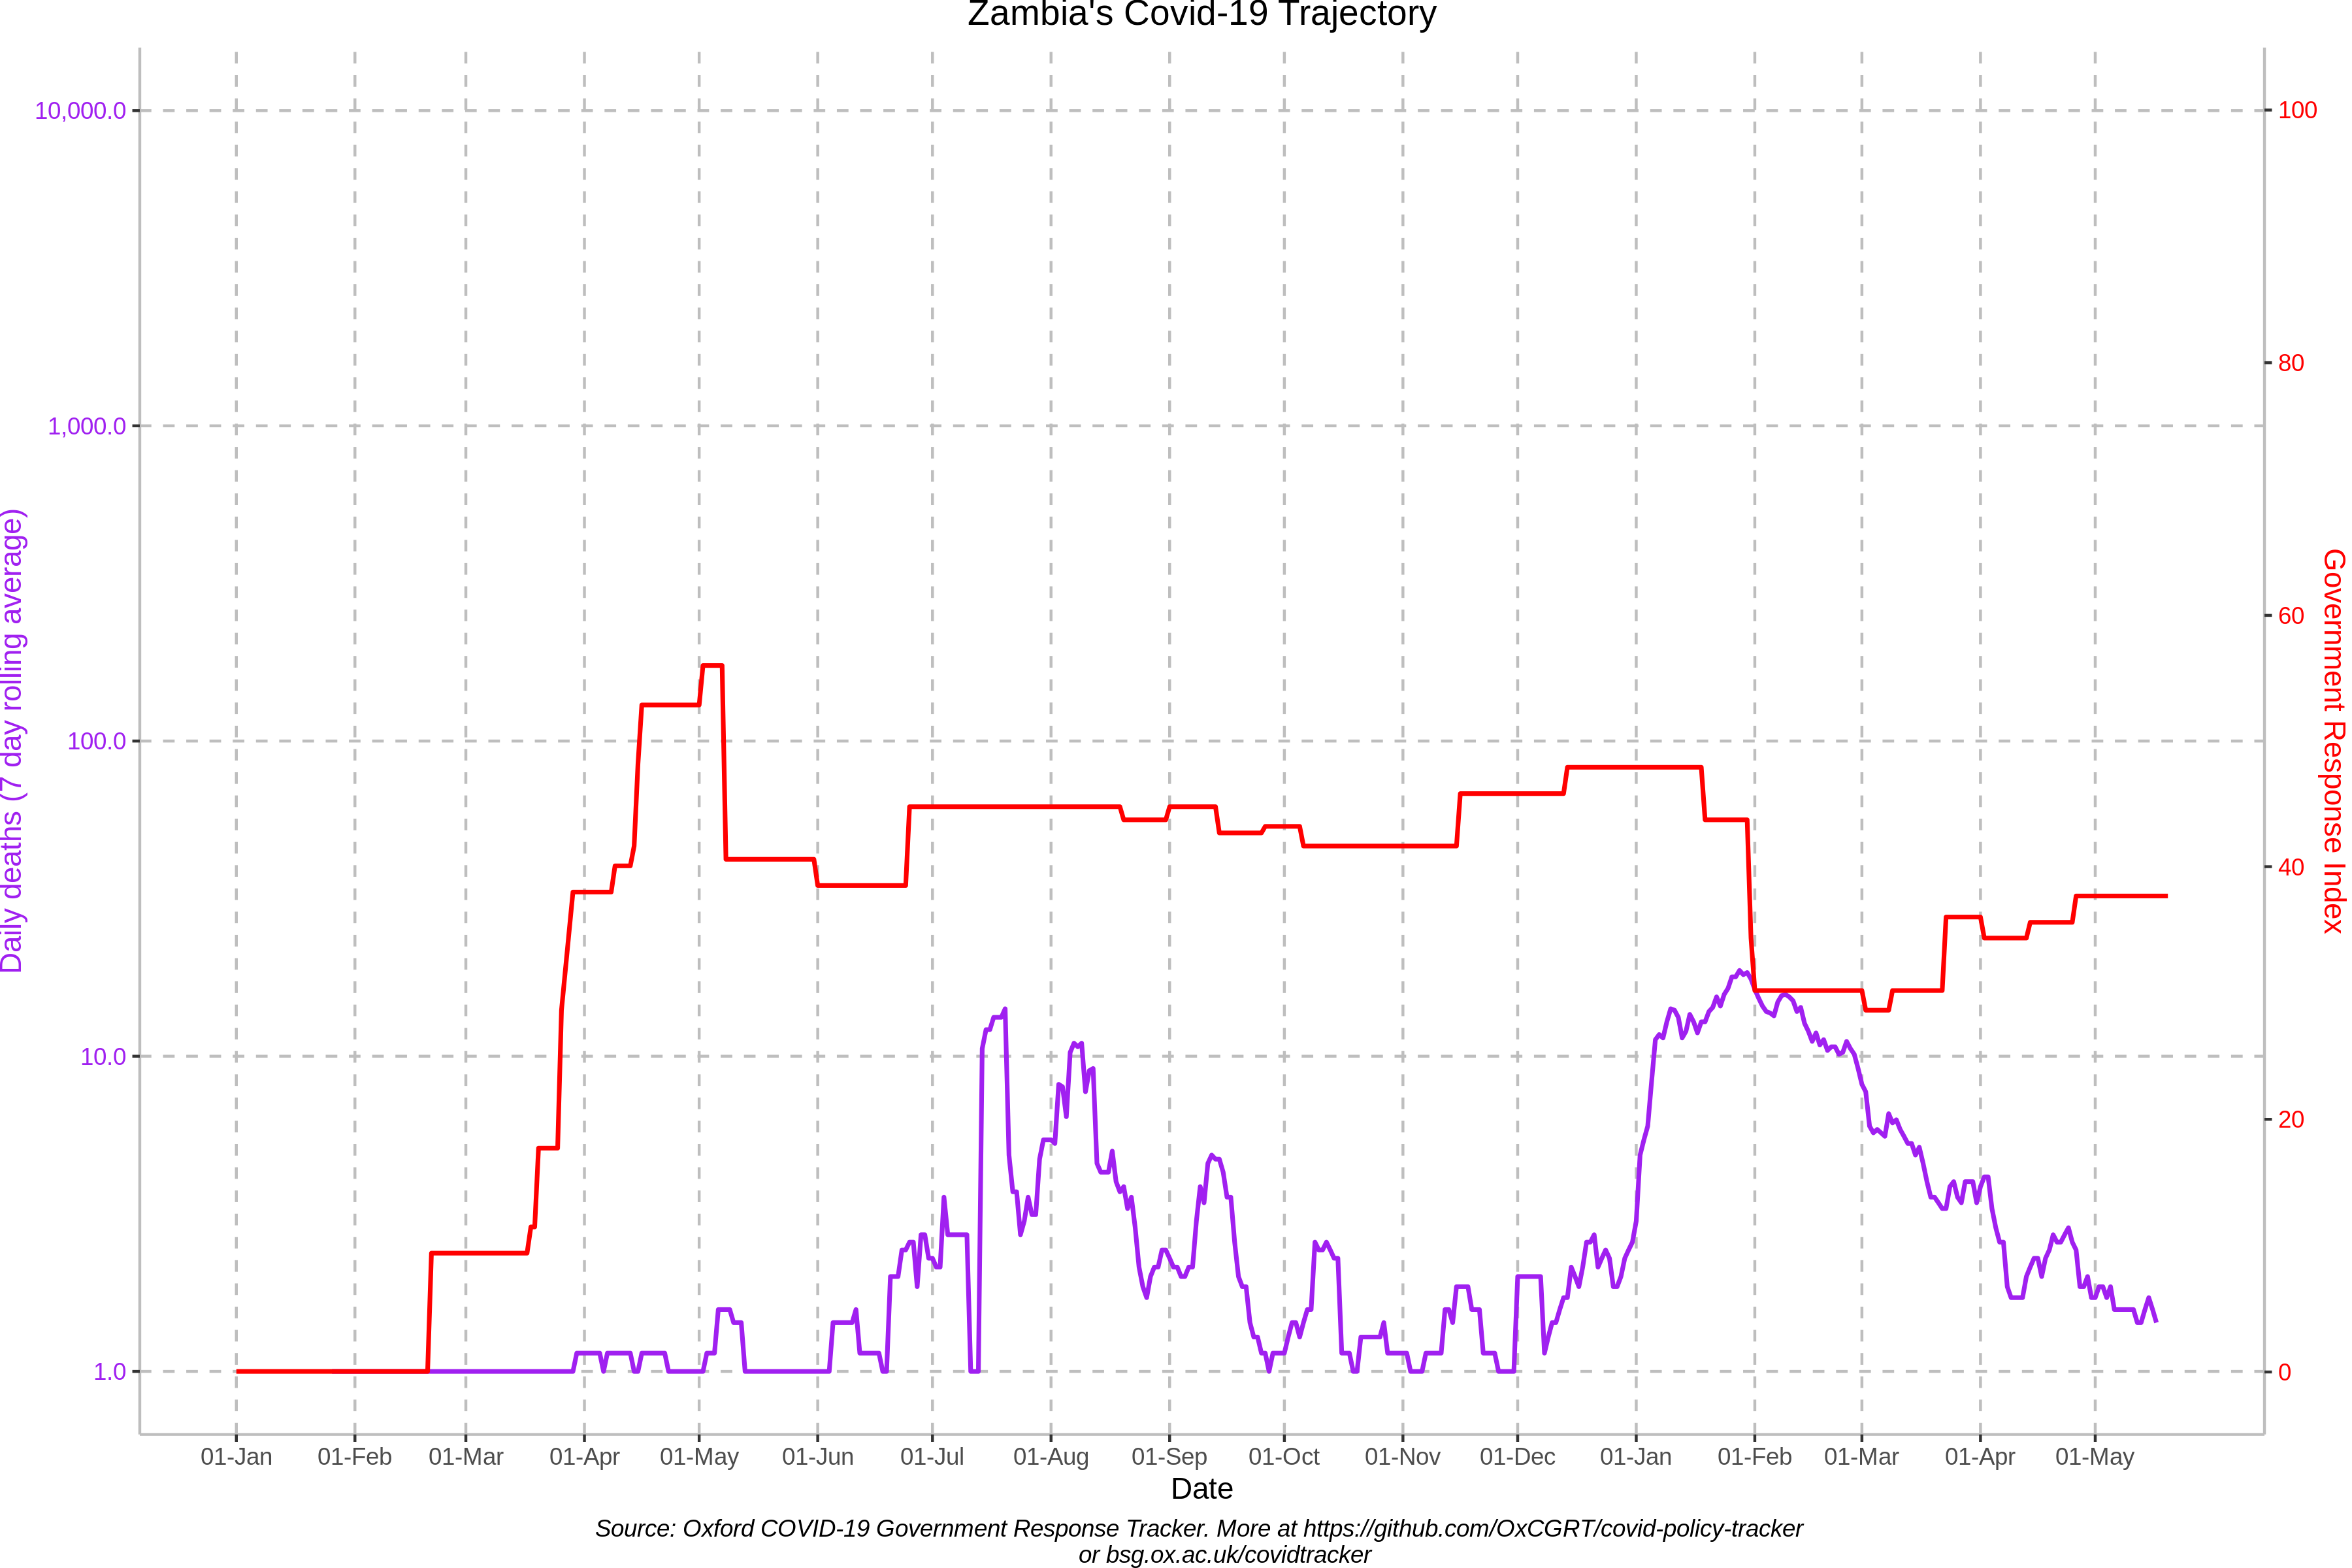 Zambia's Covid-19 Trajectory
10,000.0
1,000.0
100.0
10.0
1.0
Daily deaths (7 day rolling average)
100
80
60
40
20
0
Government Response Index
01-Jan 01-Feb 01-Mar 01-Apr 01-May 01-Jun 01-Jul 01-Aug 01-Sep 01-Oct 01-Nov 01-Dec 01-Jan 01-Feb 01-Mar 01-Apr 01-May
Date
Source: Oxford COVID-19 Government Response Tracker. More at https://github.com/OxCGRT/covid-policy-tracker
or bsg.ox.ac.uk/covidtracker